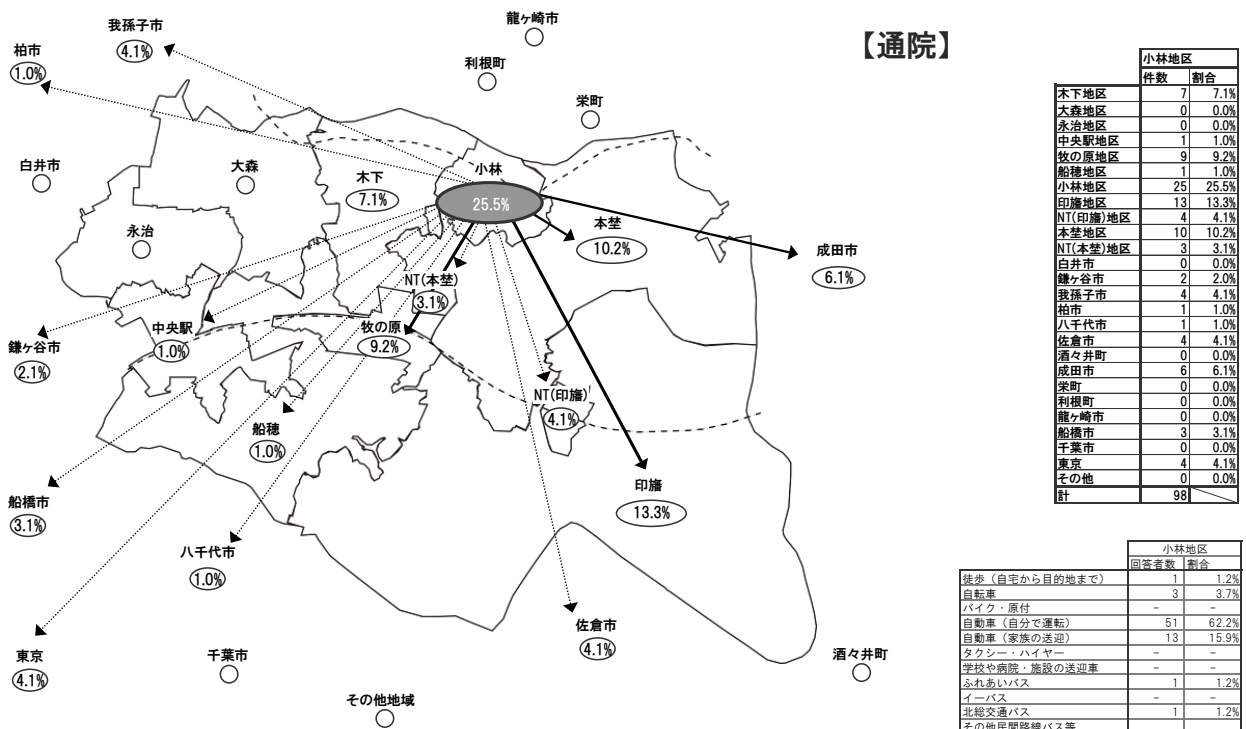 【通院】
龍ヶ崎市
我孫子市
4.1%
柏市
1.0%
利根町
栄町
白井市
大森
木下
7.1%
小林
25.5%
本埜
10.2%
成田市
6.1%
永治
NT(本埜)
3.1%
中央駅
1.0%
牧の原
9.2%
鎌ヶ谷市
2.1%
NT(印旛)
4.1%
船穂
1.0%
印旛
13.3%
船橋市
3.1%
八千代市
1.0%
佐倉市
4.1%
東京
4.1%
千葉市
酒々井町
その他地域
小林地区
件数 割合
木下地区 7 7.1%
大森地区 0 0.0%
永治地区 0 0.0%
中央駅地区 1 1.0%
牧の原地区 9 9.2%
船穂地区 1 1.0%
小林地区 25 25.5%
印旛地区 13 13.3%
NT(印旛)地区 4 4.1%
本埜地区 10 10.2%
NT(本埜)地区 3 3.1%
白井市 0 0.0%
鎌ヶ谷市 2 2.0%
我孫子市 4 4.1%
柏市 1 1.0%
八千代市 1 1.0%
佐倉市 4 4.1%
酒々井町 0 0.0%
成田市 6 6.1%
栄町 0 0.0%
利根町 0 0.0%
龍ヶ崎市 0 0.0%
船橋市 3 3.1%
千葉市 0 0.0%
東京 4 4.1%
その他 0 0.0%
計 98
小林地区
回答者数 割合
徒歩（自宅から目的地まで） 1 1.2%
自転車 3 3.7%
バイク・原付 - -
自動車（自分で運転） 51 62.2%
自動車（家族の送迎） 13 15.9%
タクシー・ハイヤー - -
学校や病院・施設の送迎車 - -
ふれあいバス 1 1.2%
イーバス - -
北総交通バス 1 1.2%
その他民間路線バス等